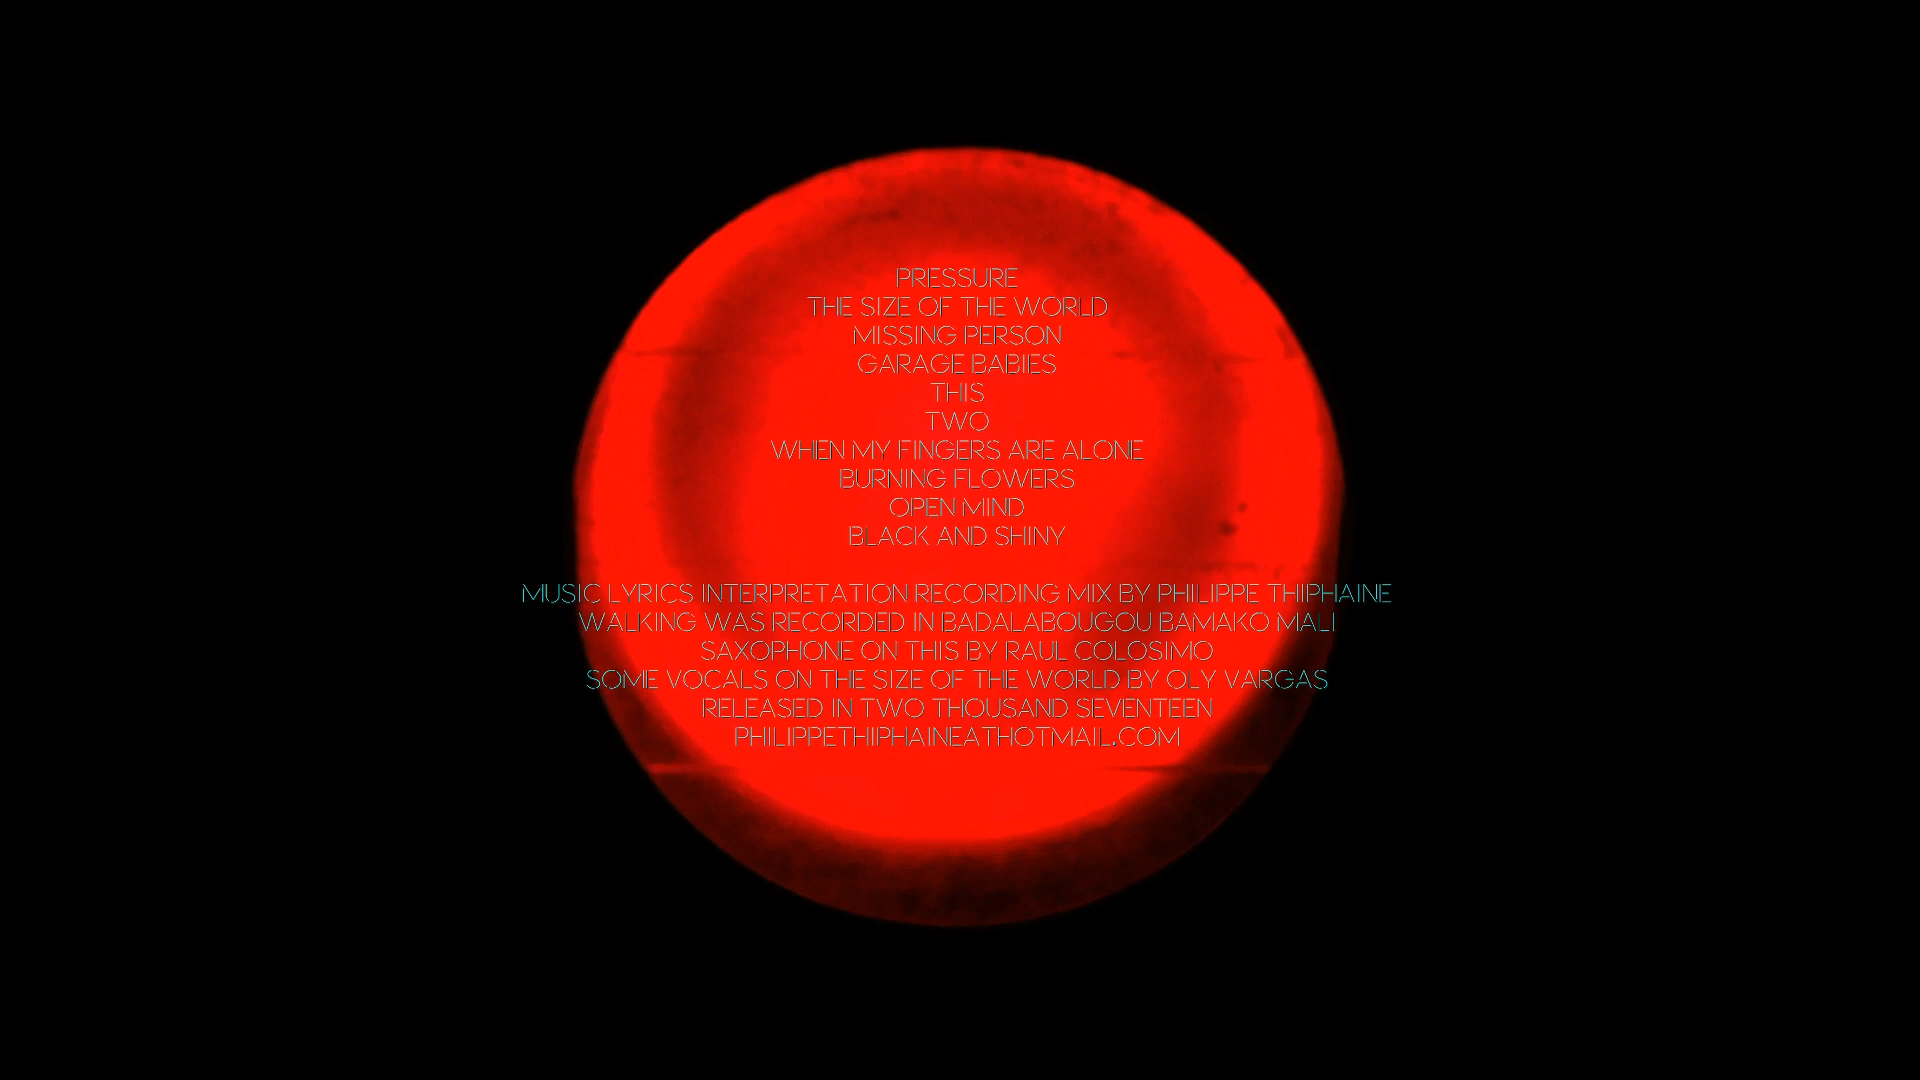 PRESSURE
THE SIZE OF THE WORLD
MISSING PERSON
GARAGE BABIES
THIS
TWO
WHEN MY FINGERS ARE ALONE
BURNING FLOWERS
OPEN MIND
BLACK AND SHINY
MUSIC LYRICS INTERPRETATION RECORDING MIX BY PHILIPPE THIPHAINE
WALKING WAS RECORDED IN BADALABOUGOU BAMAKO MALI
SAXOPHONE ON THIS BY RAUL COLOSIMO
SOME VOCALS ON THE SIZE OF THE WORLD BY OLY VARGAS
RELEASED IN TWO THOUSAND SEVENTEEN
PHILIPPETHIPHAINEATHOTMAIL.COM